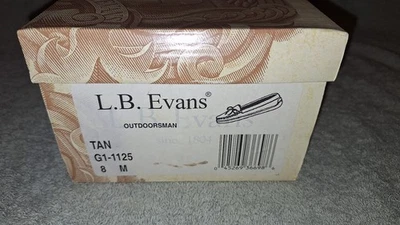 L.B. Evans®
OUTDOORSMAN
TAN
G1-1125
8 M